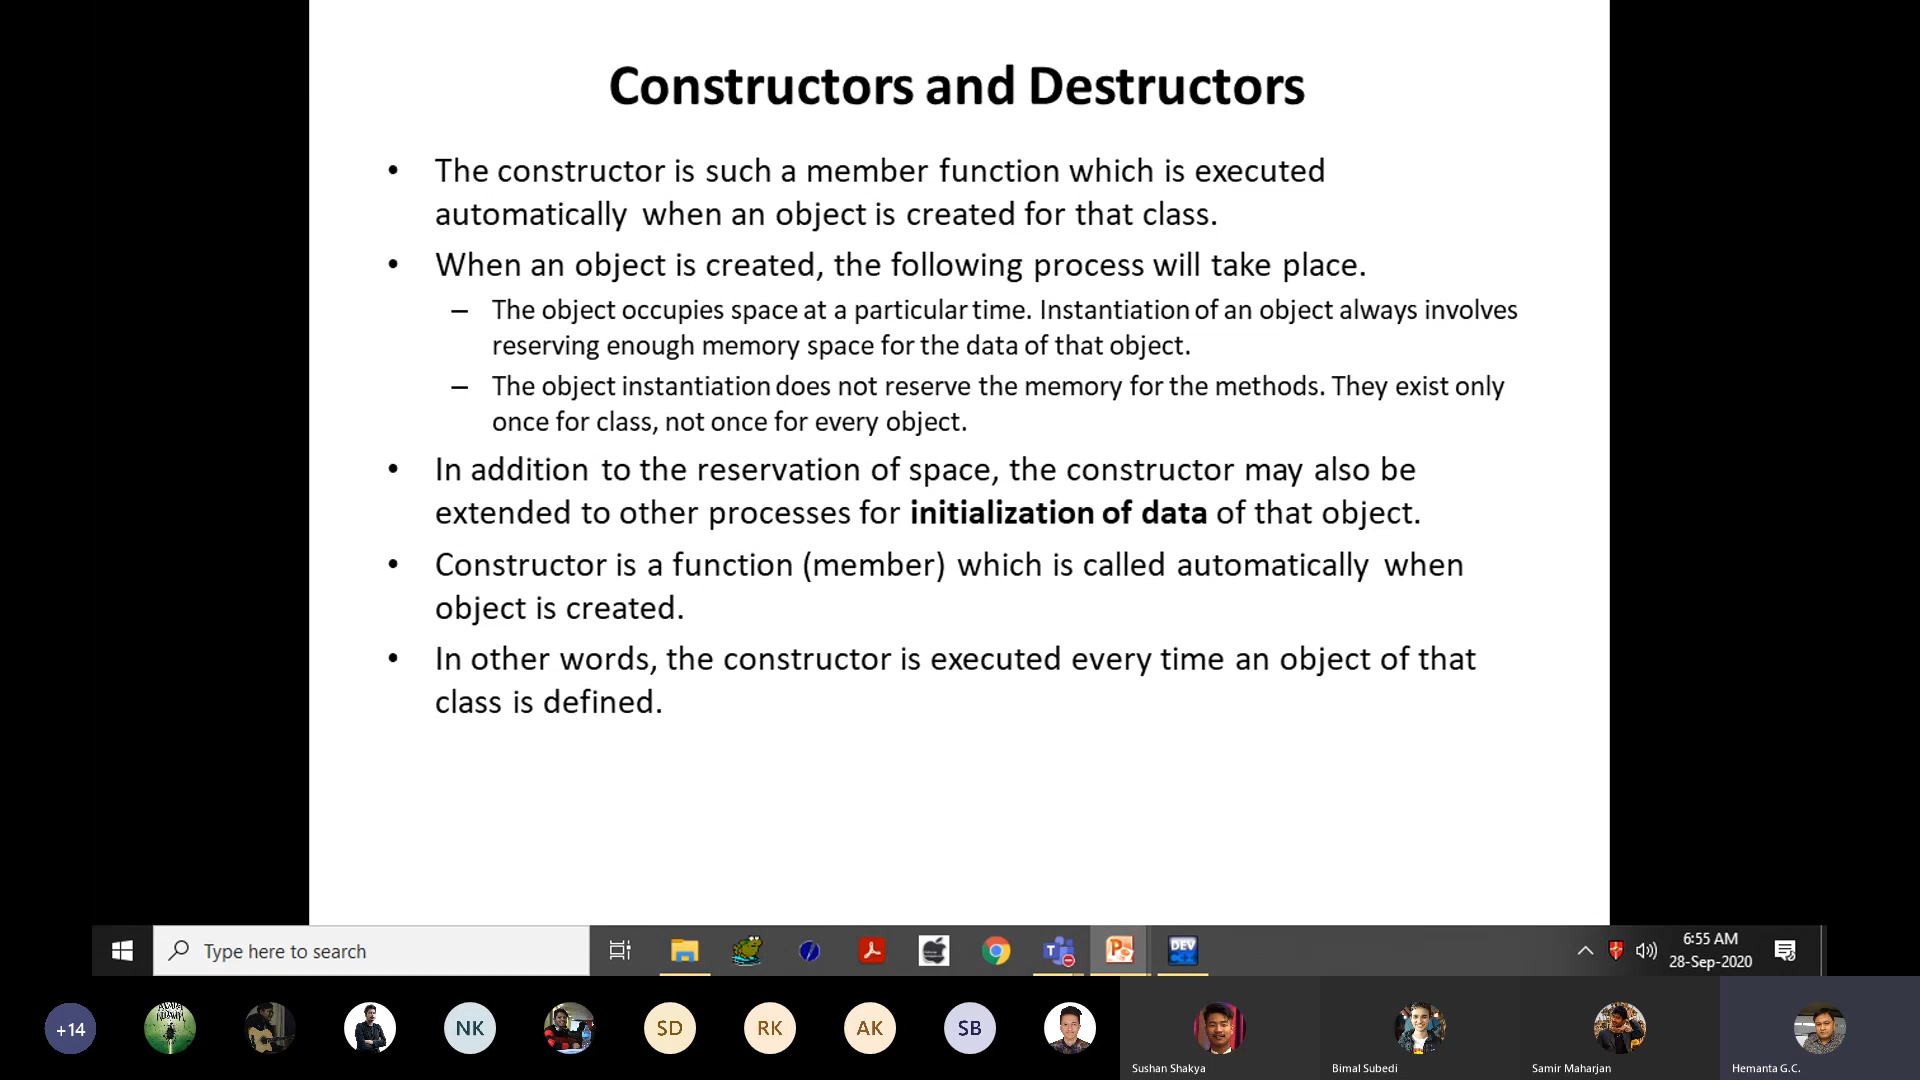 Constructors and Destructors
• The constructor is such a member function which is executed
automatically when an object is created for that class.
• When an object is created, the following process will take place.
– The object occupies space at a particular time. Instantiation of an object always involves
reserving enough memory space for the data of that object.
– The object instantiation does not reserve the memory for the methods. They exist only
once for class, not once for every object.
• In addition to the reservation of space, the constructor may also be
extended to other processes for initialization of data of that object.
• Constructor is a function (member) which is called automatically when
object is created.
• In other words, the constructor is executed every time an object of that
class is defined.
Type here to search
DEV
C++
6:55 AM
28-Sep-2020
+14
NK
SD
RK
AK
SB
Sushan Shakya
Bimal Subedi
Samir Maharjan
Hemanta G.C.